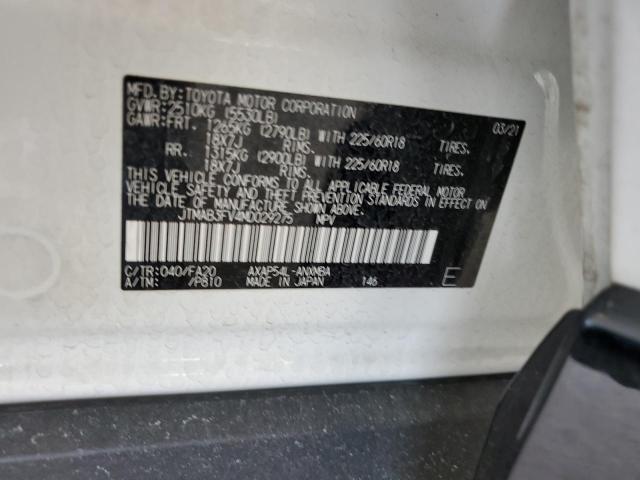 MFD. BY: TOYOTA MOTOR CORPORATION 03/21
GVWR: 2510KG (5530LB)
GAWR: FRT. 1265KG (2790LB) WITH 225/60R18 TIRES,
18X7J RIMS.
RR. 1315KG (2900LB) WITH 225/60R18 TIRES,
18X7J RIMS.
THIS VEHICLE CONFORMS TO ALL APPLICABLE FEDERAL MOTOR
VEHICLE SAFETY AND BUMPER STANDARDS IN EFFECT ON
THE DATE OF MANUFACTURE SHOWN ABOVE.
JTMAB3FV4MD029275 MPV
C/TR: 040/FA20 AXAP54L-ANXMBA
A/TM: /P810 MADE IN JAPAN 146 E